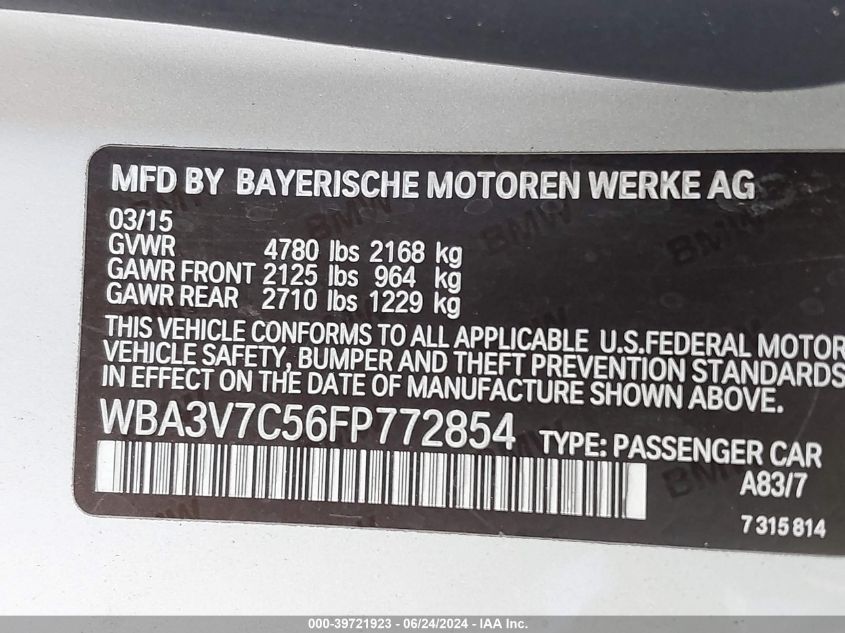 MFD BY BAYERISCHE MOTOREN WERKE AG
03/15
GVWR 4780 lbs 2168 kg
GAWR FRONT 2125 lbs 964 kg
GAWR REAR 2710 lbs 1229 kg
THIS VEHICLE CONFORMS TO ALL APPLICABLE U.S.FEDERAL MOTOR
VEHICLE SAFETY, BUMPER AND THEFT PREVENTION STANDARDS
IN EFFECT ON THE DATE OF MANUFACTURE SHOWN ABOVE.
WBA3V7C56FP772854 TYPE: PASSENGER CAR
A83/7
7 315 814
000-39721923 - 06/24/2024 - IAA Inc.